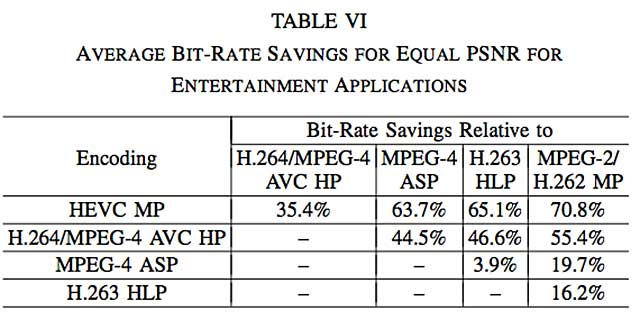 TABLE VI
AVERAGE BIT-RATE SAVINGS FOR EQUAL PSNR FOR
ENTERTAINMENT APPLICATIONS
Encoding
Bit-Rate Savings Relative to
H.264/MPEG-4 MPEG-4 H.263 MPEG-2/
AVC HP ASP HLP H.262 MP
HEVC MP 35.4% 63.7% 65.1% 70.8%
H.264/MPEG-4 AVC HP – 44.5% 46.6% 55.4%
MPEG-4 ASP – – 3.9% 19.7%
H.263 HLP – – – 16.2%